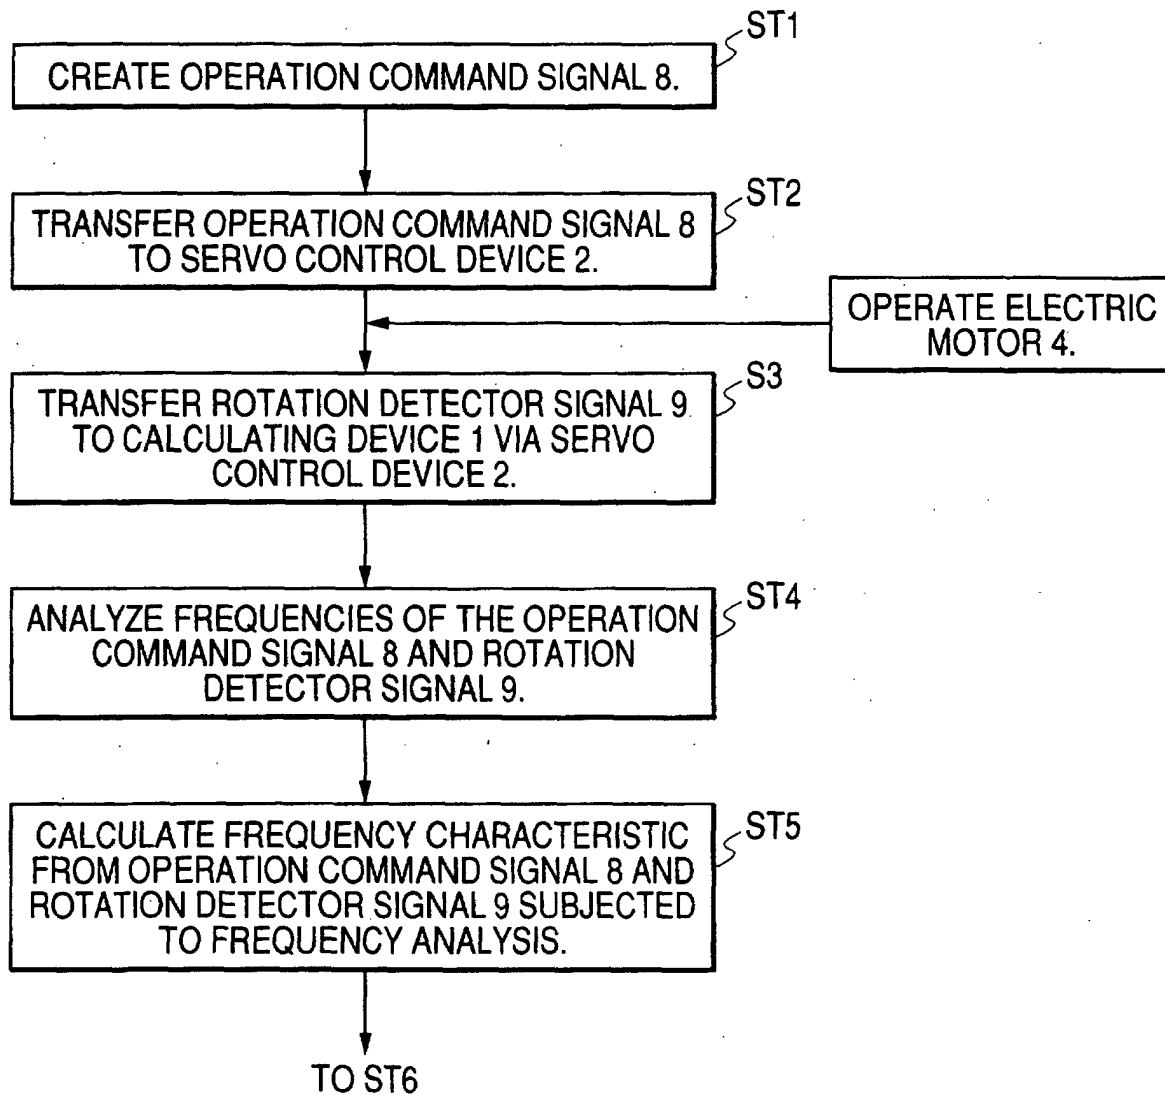 ST1
CREATE OPERATION COMMAND SIGNAL 8.
ST2
TRANSFER OPERATION COMMAND SIGNAL 8
TO SERVO CONTROL DEVICE 2.
OPERATE ELECTRIC
MOTOR 4.
S3
TRANSFER ROTATION DETECTOR SIGNAL 9
TO CALCULATING DEVICE 1 VIA SERVO
CONTROL DEVICE 2.
ST4
ANALYZE FREQUENCIES OF THE OPERATION
COMMAND SIGNAL 8 AND ROTATION
DETECTOR SIGNAL 9.
ST5
CALCULATE FREQUENCY CHARACTERISTIC
FROM OPERATION COMMAND SIGNAL 8 AND
ROTATION DETECTOR SIGNAL 9 SUBJECTED
TO FREQUENCY ANALYSIS.
TO ST6